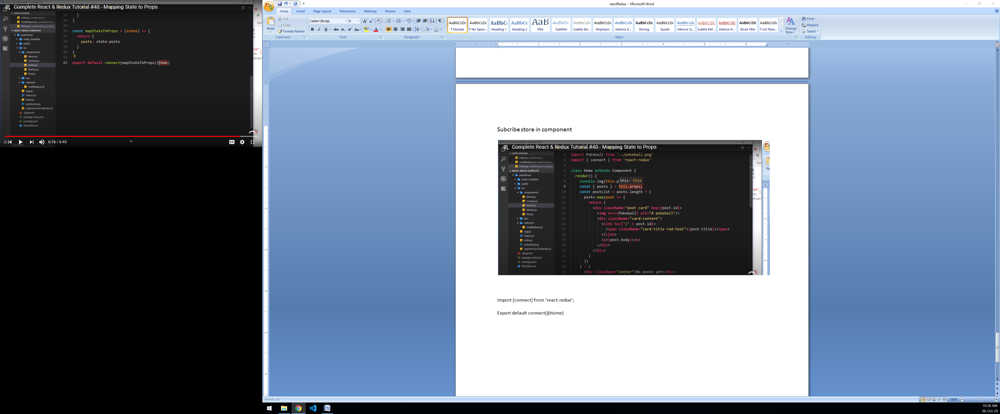 Home.js - react-redux-complete - Visual Studio Code
Complete React & Redux Tutorial #40 - Mapping State to Props
OPEN EDITORS
index.js poketimes\src
rootReducer.js poketimes\src\...
Home.js poketimes\src\compo...
REACT-REDUX-COMPLETE
poketimes
node_modules
public
src
components
About.js
Contact.js
Home.js
Navbar.js
Post.js
hoc
reducers
rootReducer.js
App.js
index.css
index.js
pokeball.png
registerServiceWorker.js
.gitignore
package-lock.json
package.json
README.md
OUTLINE
33 }
34 }
35
36 const mapStateToProps = (state) => {
37 return {
38 posts: state.posts
39 }
40 }
41
42 export default connect(mapStateToProps)(Home)
6:16 / 6:45
CC
reactRedux - Microsoft Word
Home Insert Page Layout References Mailings Review View
Paste
Cut
Copy
Format Painter
Clipboard
Calibri (Body) 9
Font
Paragraph
AaBbCcDc AaBbCcDc AaBbC AaBbCc AaB AaBbCc. AaBbCcDc AaBbCcDc AaBbCcDc AaBbCcDc AaBbCcDc AaBbCcDc AABBCCDD AABBCCDD AaBbCcDD AaBbCcDc
¶ Normal ¶ No Spaci... Heading 1 Heading 2 Title Subtitle Subtle Em... Emphasis Intense E... Strong Quote Intense Q... Subtle Ref... Intense R... Book Title ¶ List Para...
Styles
Change Styles
Find
Replace
Select
Editing
Subcribe store in component
Complete React & Redux Tutorial #40 - Mapping State to Props
OPEN EDITORS
index.js poketimes\src
rootReducer.js poketimes\src\...
Home.js poketimes\src\compo...
REACT-REDUX-COMPLETE
poketimes
node_modules
public
src
components
About.js
Contact.js
Home.js
Navbar.js
Post.js
hoc
reducers
rootReducer.js
App.js
index.css
index.js
pokeball.png
registerServiceWorker.js
.gitignore
package-lock.json
package.json
README.md
3 import Pokeball from '../pokeball.png'
4 import { connect } from 'react-redux'
5
6 class Home extends Component {
7 render() {
8 console.log(this.p this: this
9 const { posts } = this.props;
10 const postList = posts.length ? (
11 posts.map(post => {
12 return (
13 <div className="post card" key={post.id}>
14 <img src={Pokeball} alt="A pokeball"/>
15 <div className="card-content">
16 <Link to={'/' + post.id}>
17 <span className="card-title red-text">{post.title}</span>
18 </Link>
19 <p>{post.body}</p>
20 </div>
21 </div>
22 )
23 })
24 ) : (
25 <div className="center">No posts yet</div>
Import {connect} from ‘react-redux’;
Export default connect()(Home)
Words: 52
150%
10:38 AM
06-Oct-20